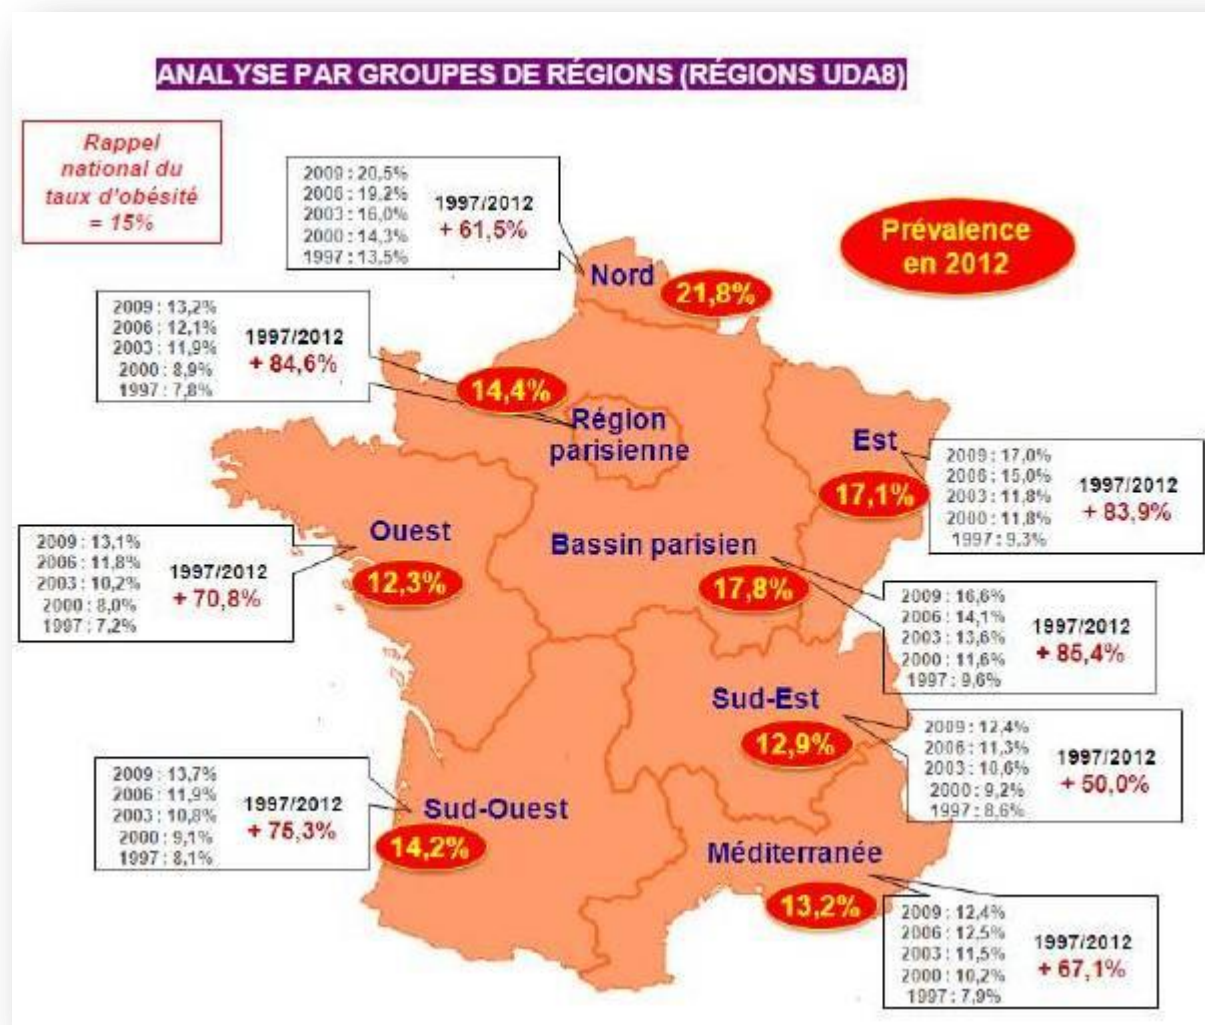 ANALYSE PAR GROUPES DE RÉGIONS (RÉGIONS UDA8)
Rappel
national du
taux d'obésité
= 15%
2009 : 20,5%
2006 : 19,2%
2003 : 16,0%
2000 : 14,3%
1997 : 13,5%
1997/2012
+ 61,5%
Prévalence
en 2012
Nord
21,8%
2009 : 13,2%
2006 : 12,1%
2003 : 11,9%
2000 : 8,9%
1997 : 7,8%
1997/2012
+ 84,6%
14,4%
Région
parisienne
Est
17,1%
2009 : 17,0%
2006 : 15,0%
2003 : 11,8%
2000 : 11,8%
1997 : 9,3%
1997/2012
+ 83,9%
2009 : 13,1%
2006 : 11,8%
2003 : 10,2%
2000 : 8,0%
1997 : 7,2%
1997/2012
+ 70,8%
Ouest
12,3%
Bassin parisien
17,8%
2009 : 16,6%
2006 : 14,1%
2003 : 13,6%
2000 : 11,6%
1997 : 9,6%
1997/2012
+ 85,4%
Sud-Est
12,9%
2009 : 12,4%
2006 : 11,3%
2003 : 10,6%
2000 : 9,2%
1997 : 8,6%
1997/2012
+ 50,0%
2009 : 13,7%
2006 : 11,9%
2003 : 10,8%
2000 : 9,1%
1997 : 8,1%
1997/2012
+ 75,3%
Sud-Ouest
14,2%
Méditerranée
13,2%
2009 : 12,4%
2006 : 12,5%
2003 : 11,5%
2000 : 10,2%
1997 : 7,9%
1997/2012
+ 67,1%